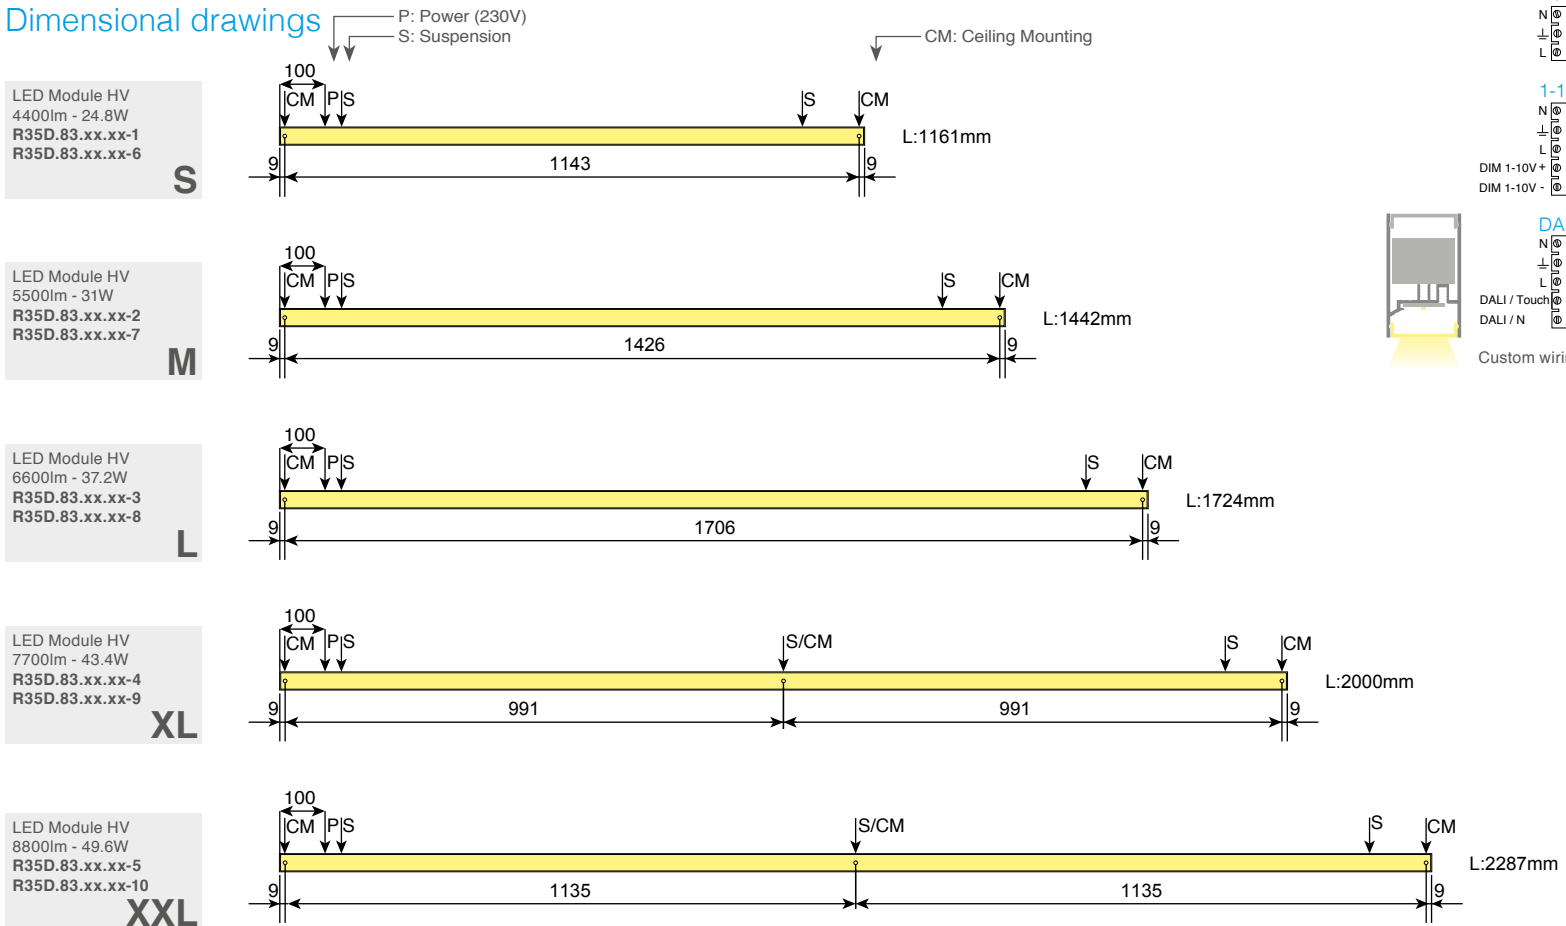 Dimensional drawings
P: Power (230V)
S: Suspension
CM: Ceiling Mounting
LED Module HV
4400lm - 24.8W
R35D.83.xx.xx-1
R35D.83.xx.xx-6
S
100
CM P S S CM
L:1161mm
9 1143 9
LED Module HV
5500lm - 31W
R35D.83.xx.xx-2
R35D.83.xx.xx-7
M
100
CM P S S CM
L:1442mm
9 1426 9
LED Module HV
6600lm - 37.2W
R35D.83.xx.xx-3
R35D.83.xx.xx-8
L
100
CM P S S CM
L:1724mm
9 1706 9
LED Module HV
7700lm - 43.4W
R35D.83.xx.xx-4
R35D.83.xx.xx-9
XL
100
CM P S S/CM S CM
L:2000mm
9 991 991 9
LED Module HV
8800lm - 49.6W
R35D.83.xx.xx-5
R35D.83.xx.xx-10
XXL
100
CM P S S/CM S CM
L:2287mm
9 1135 1135 9
N
L
1-1
N
L
DIM 1-10V +
DIM 1-10V -
DA
N
L
DALI / Touch
DALI / N
Custom wiri